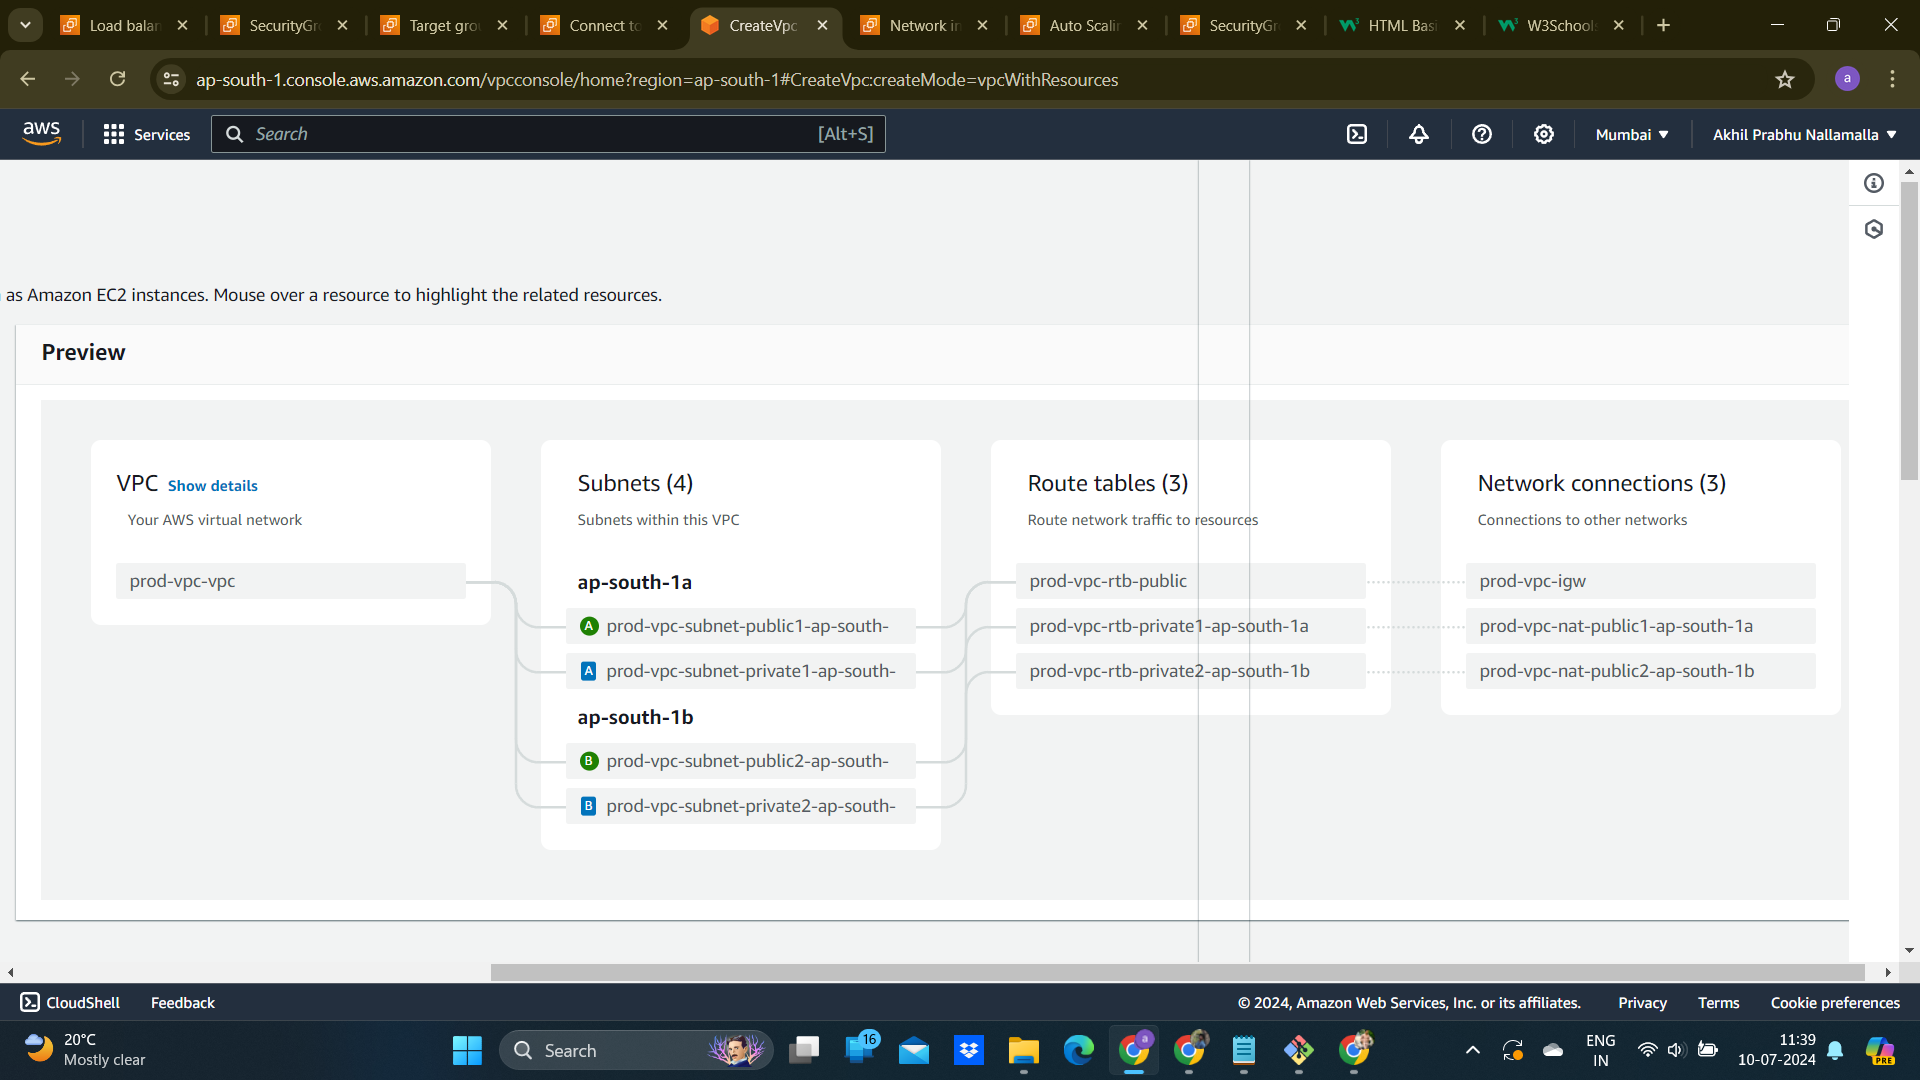 Load balan
SecurityGr
Target grou
Connect to
CreateVpc
Network in
Auto Scalin
SecurityGr
HTML Basi
W3Schools
ap-south-1.console.aws.amazon.com/vpcconsole/home?region=ap-south-1#CreateVpc:createMode=vpcWithResources
a
aws
Services
Search
[Alt+S]
Mumbai
Akhil Prabhu Nallamalla
as Amazon EC2 instances. Mouse over a resource to highlight the related resources.
Preview
VPC Show details
Your AWS virtual network
prod-vpc-vpc
Subnets (4)
Subnets within this VPC
ap-south-1a
A prod-vpc-subnet-public1-ap-south-
A prod-vpc-subnet-private1-ap-south-
ap-south-1b
B prod-vpc-subnet-public2-ap-south-
B prod-vpc-subnet-private2-ap-south-
Route tables (3)
Route network traffic to resources
prod-vpc-rtb-public
prod-vpc-rtb-private1-ap-south-1a
prod-vpc-rtb-private2-ap-south-1b
Network connections (3)
Connections to other networks
prod-vpc-igw
prod-vpc-nat-public1-ap-south-1a
prod-vpc-nat-public2-ap-south-1b
CloudShell
Feedback
© 2024, Amazon Web Services, Inc. or its affiliates.
Privacy
Terms
Cookie preferences
20°C
Mostly clear
Search
16
a
ENG
IN
11:39
10-07-2024
PRE